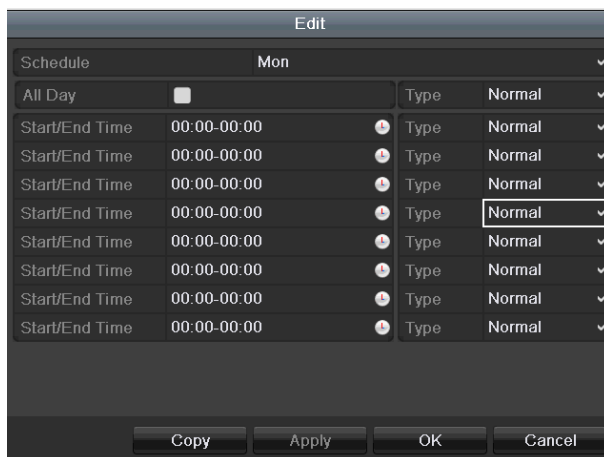 Edit
Schedule Mon
All Day Type Normal
Start/End Time 00:00-00:00 Type Normal
Start/End Time 00:00-00:00 Type Normal
Start/End Time 00:00-00:00 Type Normal
Start/End Time 00:00-00:00 Type Normal
Start/End Time 00:00-00:00 Type Normal
Start/End Time 00:00-00:00 Type Normal
Start/End Time 00:00-00:00 Type Normal
Start/End Time 00:00-00:00 Type Normal
Copy Apply OK Cancel